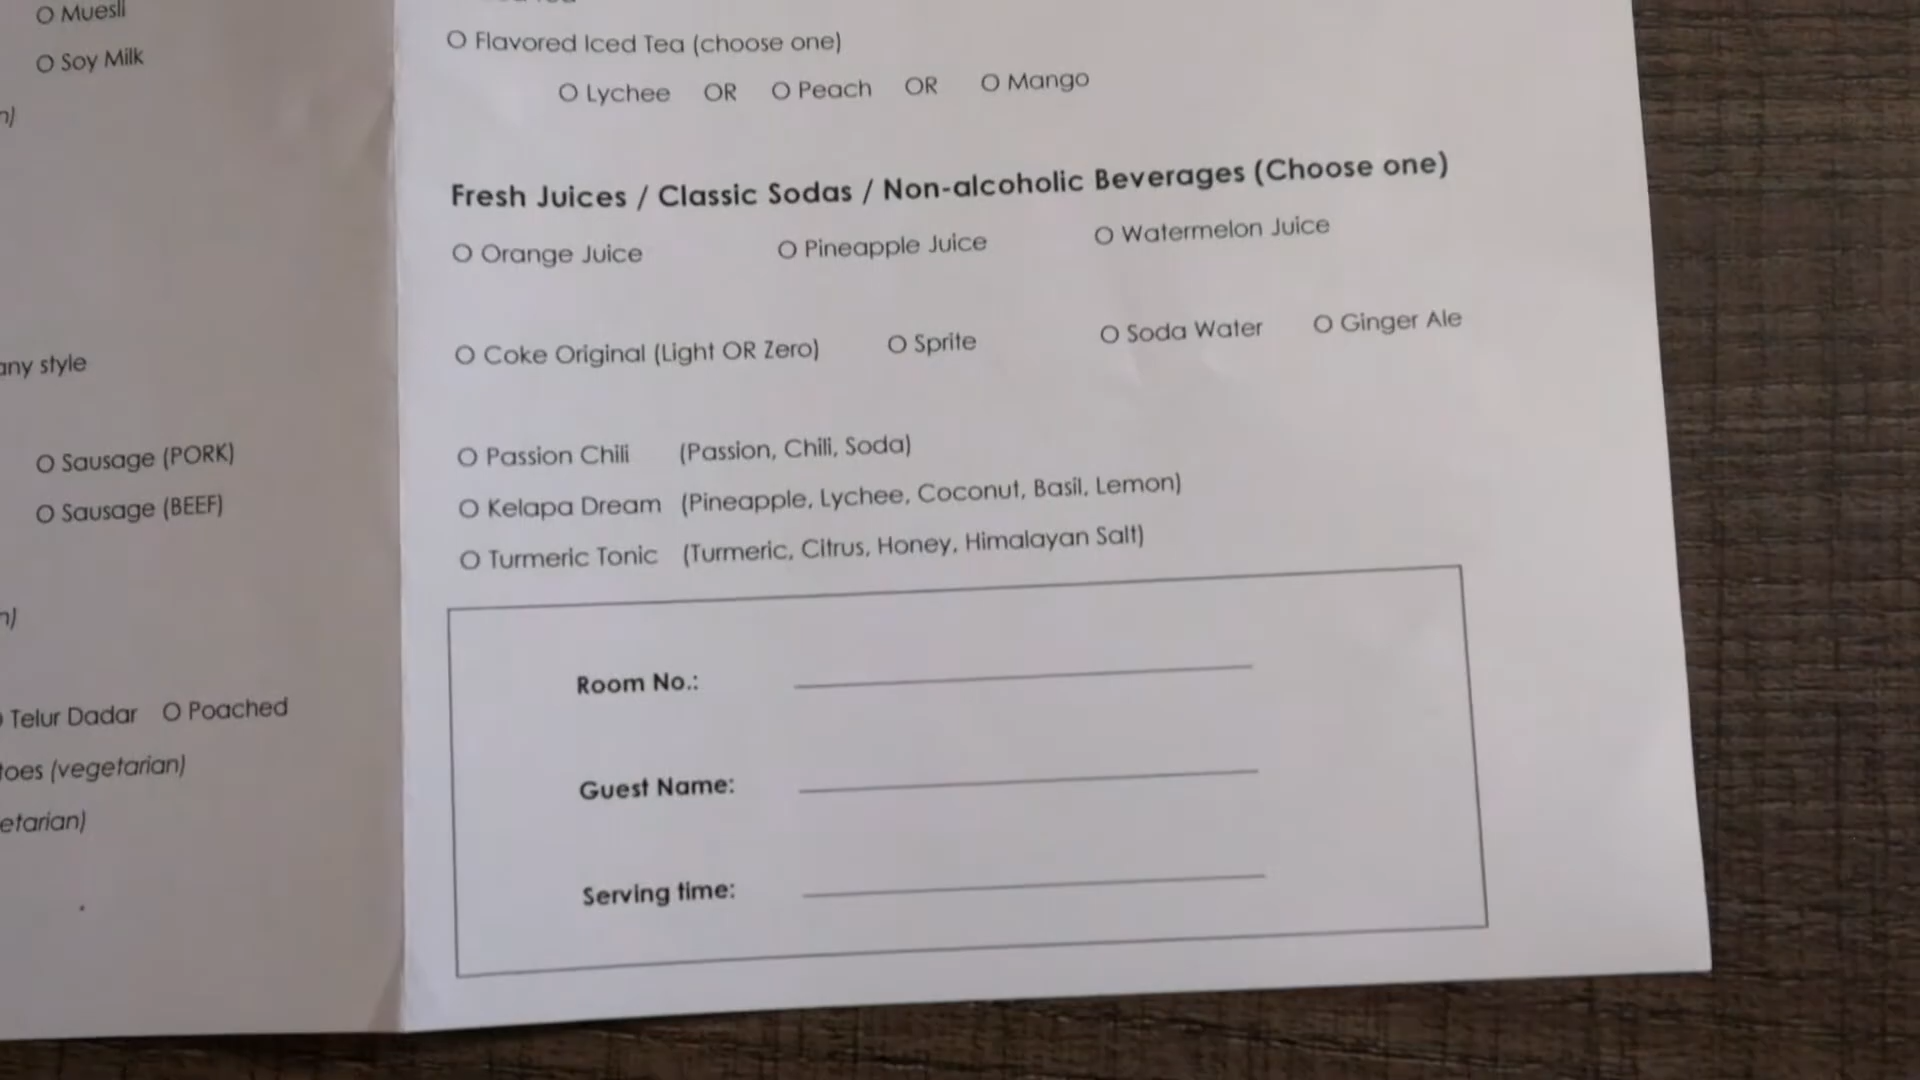 O Muesli
O Soy Milk
any style
O Sausage (PORK)
O Sausage (BEEF)
Telur Dadar O Poached
(vegetarian)
O Flavored Iced Tea (choose one)
O Lychee OR O Peach OR O Mango
Fresh Juices / Classic Sodas / Non-alcoholic Beverages (Choose one)
O Orange Juice O Pineapple Juice O Watermelon Juice
O Coke Original (Light OR Zero) O Sprite O Soda Water O Ginger Ale
O Passion Chili (Passion, Chili, Soda)
O Kelapa Dream (Pineapple, Lychee, Coconut, Basil, Lemon)
O Turmeric Tonic (Turmeric, Citrus, Honey, Himalayan Salt)
Room No.:
Guest Name:
Serving time: